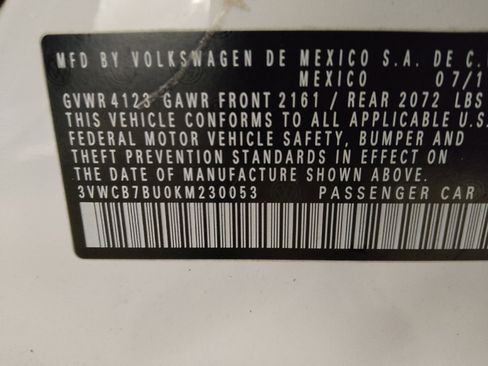 MFD BY VOLKSWAGEN DE MEXICO S.A. DE C.
MEXICO 07/1
GVWR 4123 GAWR FRONT 2161 / REAR 2072 LBS
THIS VEHICLE CONFORMS TO ALL APPLICABLE U.S
FEDERAL MOTOR VEHICLE SAFETY, BUMPER AND
THEFT PREVENTION STANDARDS IN EFFECT ON
THE DATE OF MANUFACTURE SHOWN ABOVE.
3VWCB7BU0KM230053 PASSENGER CAR